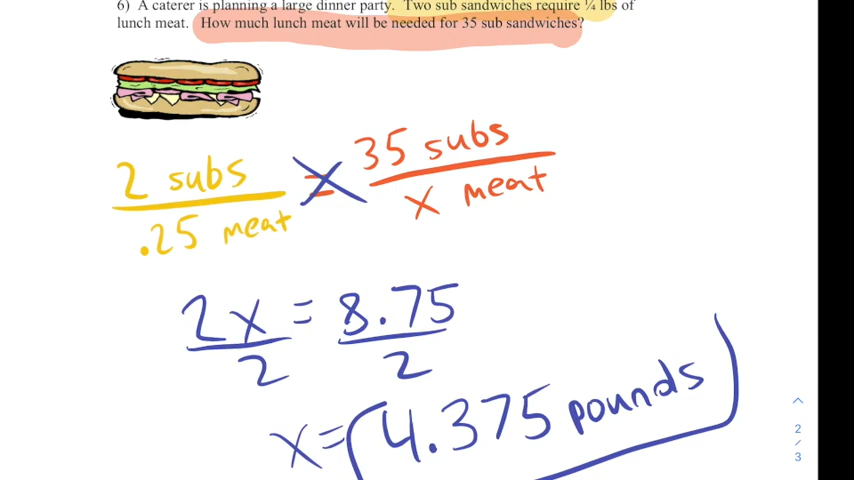 6) A caterer is planning a large dinner party. Two sub sandwiches require ¼ lbs of
lunch meat. How much lunch meat will be needed for 35 sub sandwiches?
2 subs = 35 subs
.25 meat x meat
2x = 8.75
2 2
x = 4.375 pounds
2
/
3